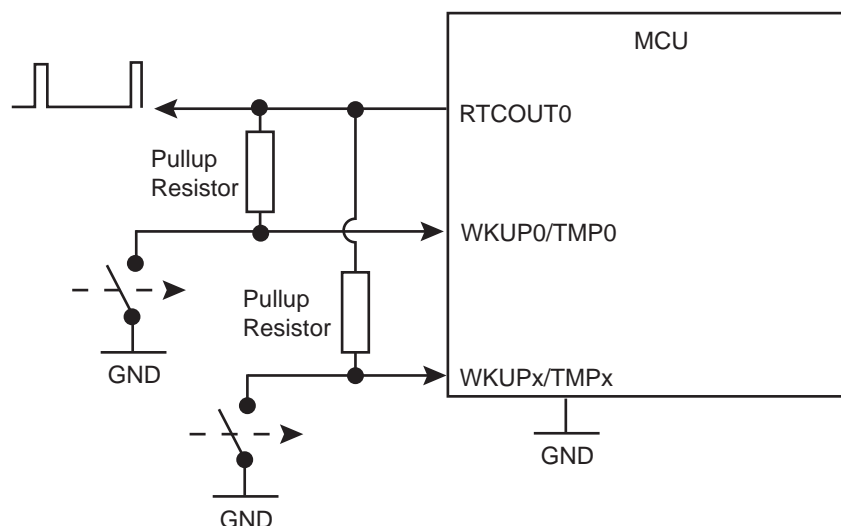 MCU
RTCOUT0
Pullup
Resistor
WKUP0/TMP0
Pullup
Resistor
GND
WKUPx/TMPx
GND
GND